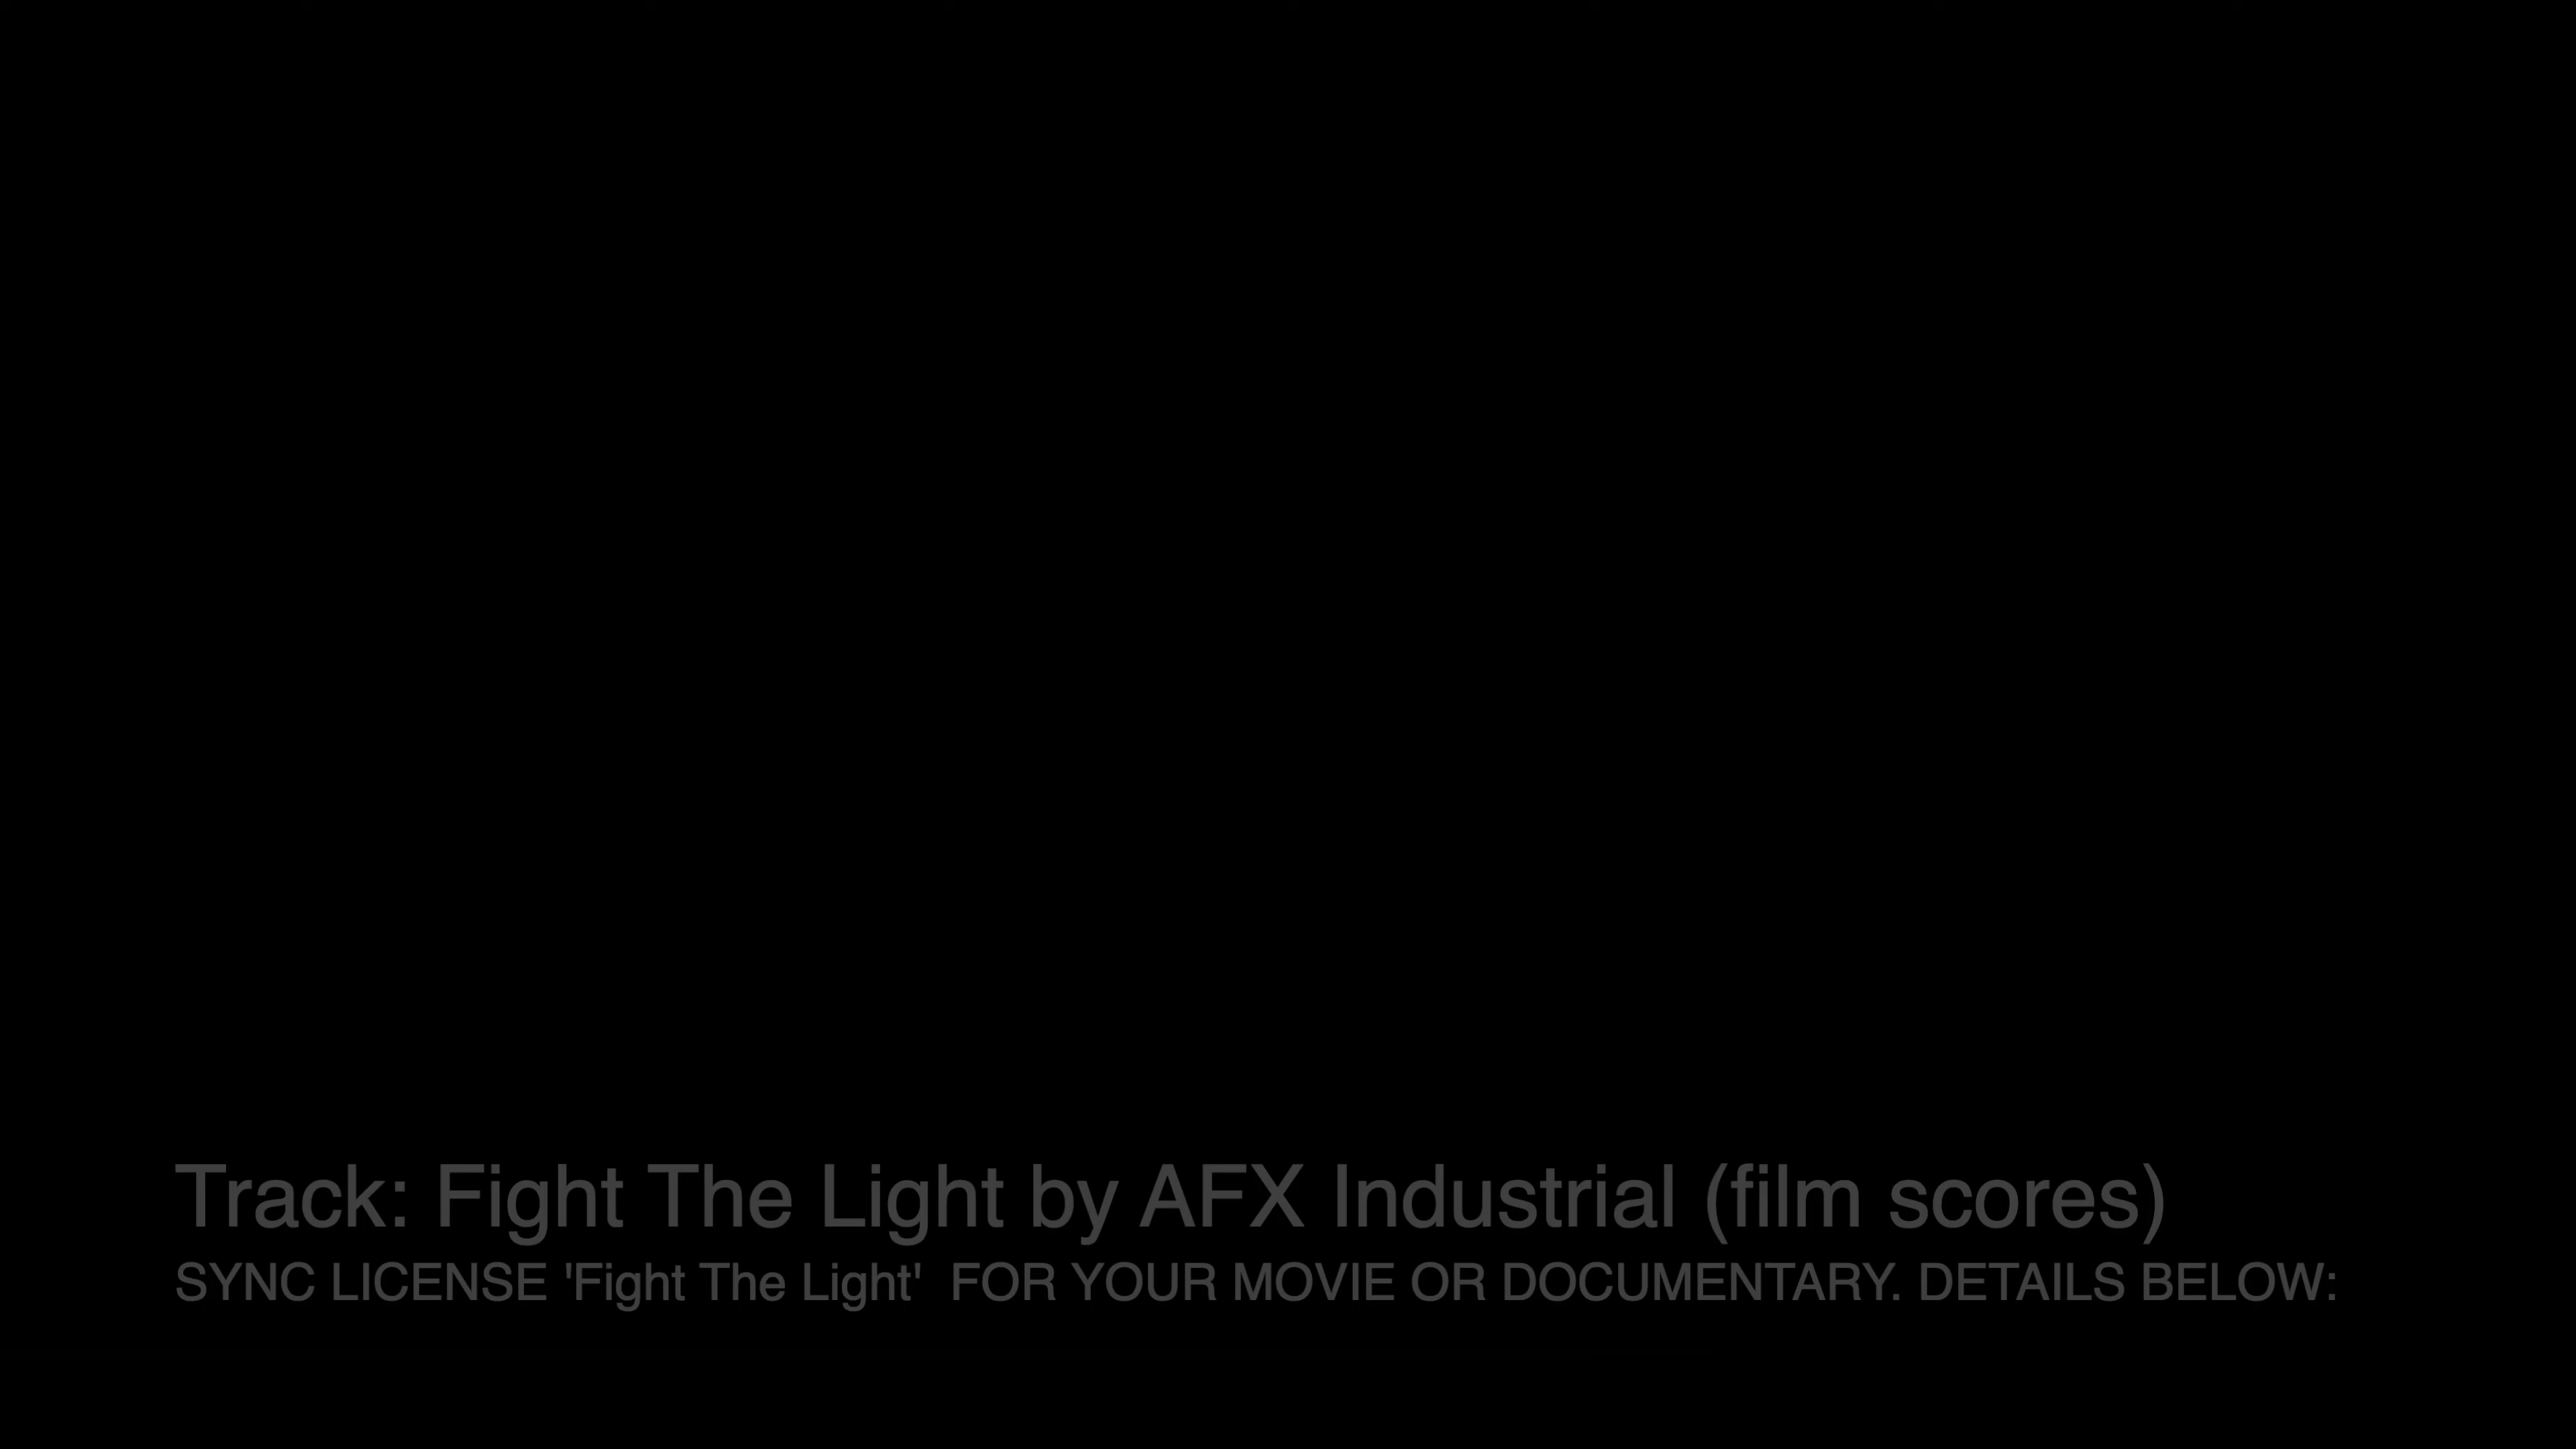 Track: Fight The Light by AFX Industrial (film scores)
SYNC LICENSE 'Fight The Light'  FOR YOUR MOVIE OR DOCUMENTARY. DETAILS BELOW: